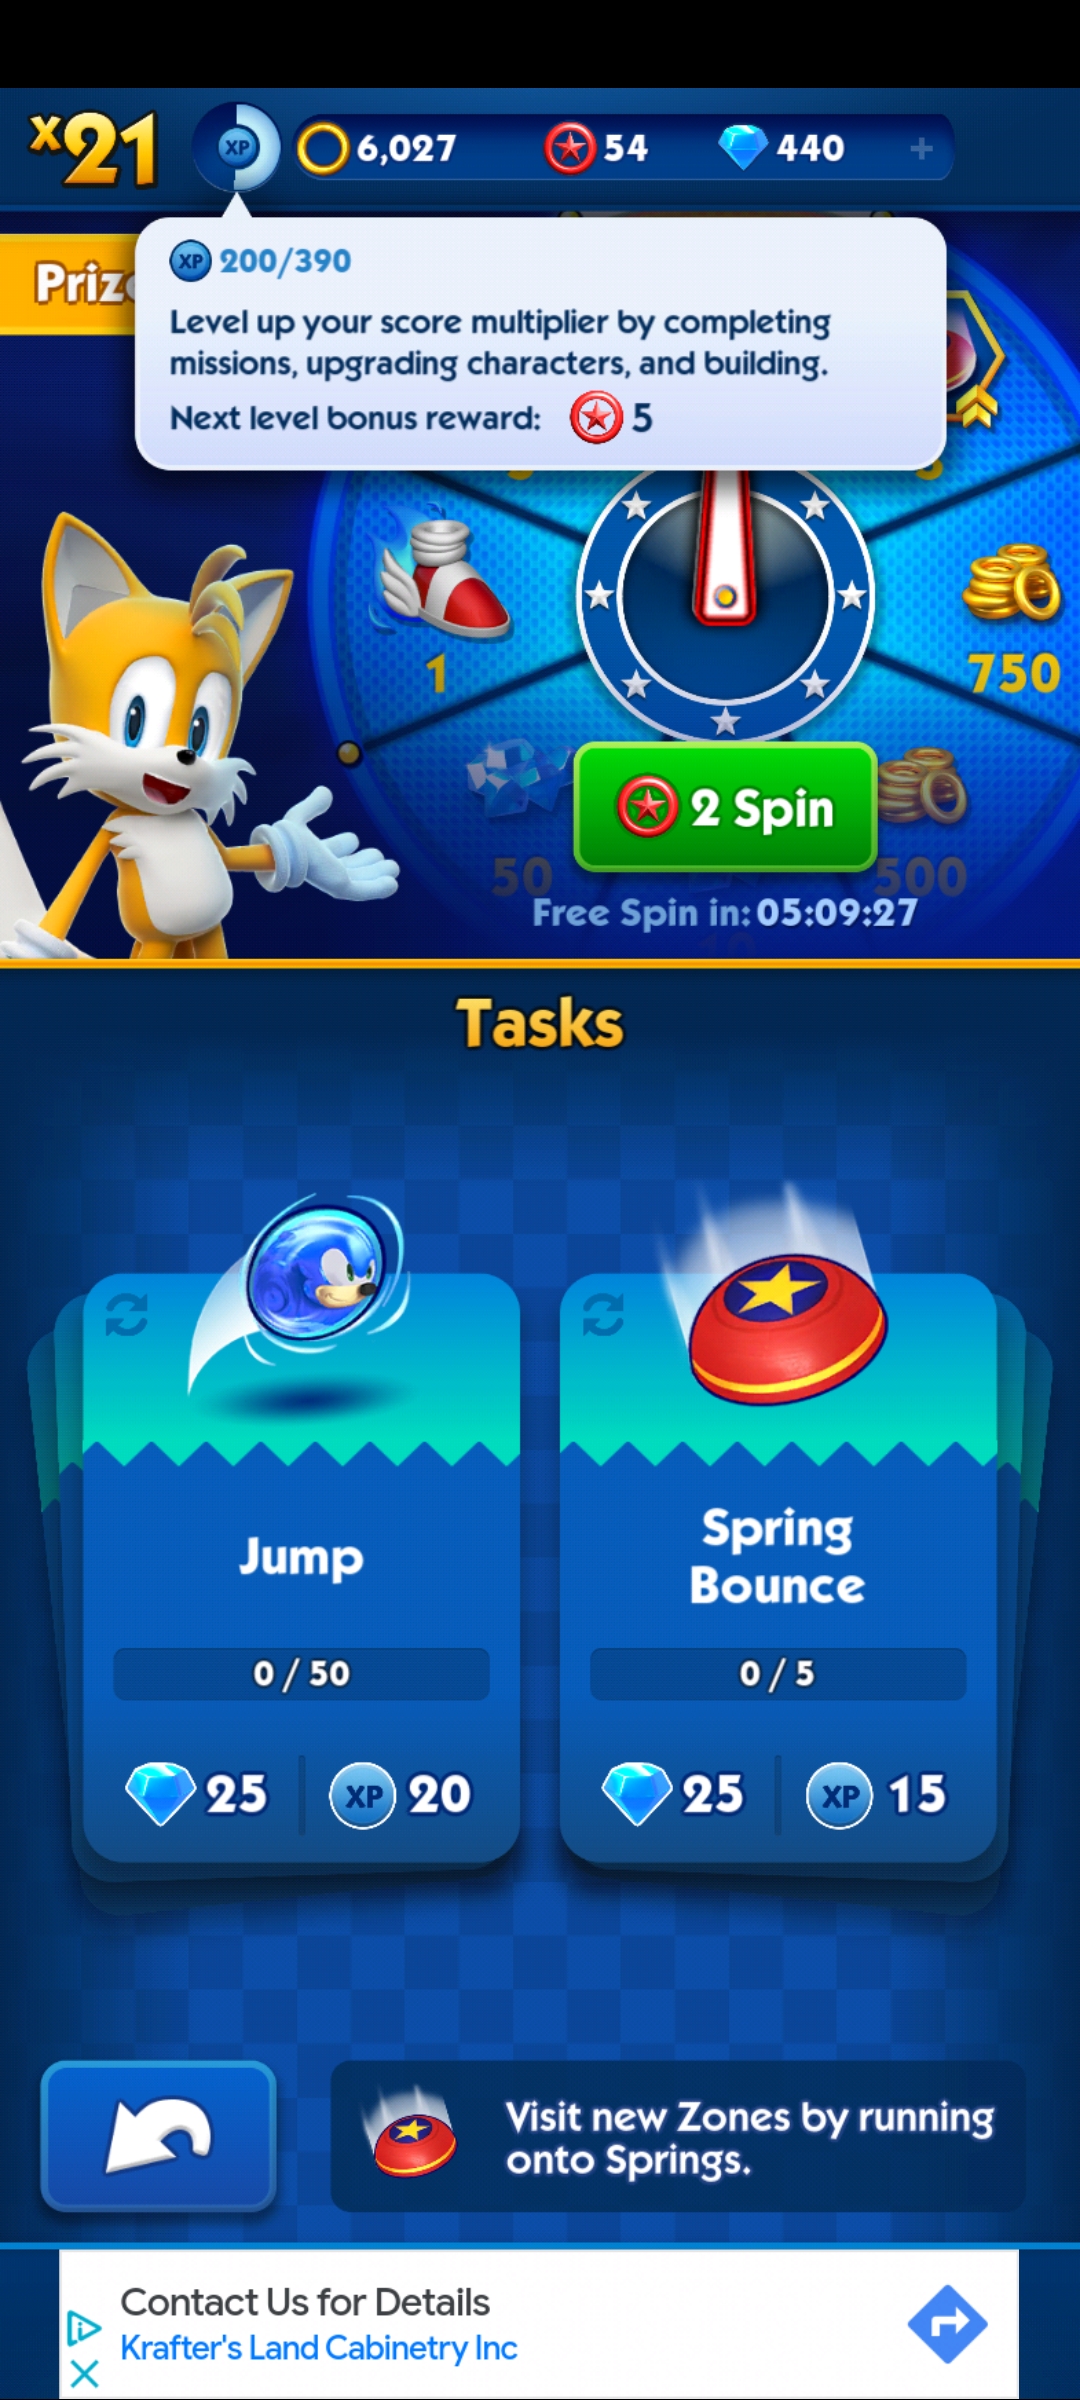 x21
XP
6,027
54
440
+
Priz
XP 200/390
Level up your score multiplier by completing
missions, upgrading characters, and building.
Next level bonus reward: 5
1
750
2 Spin
50
500
Free Spin in: 05:09:27
10
Tasks
Jump
0 / 50
25
XP 20
Spring
Bounce
0 / 5
25
XP 15
Visit new Zones by running
onto Springs.
Contact Us for Details
Krafter's Land Cabinetry Inc